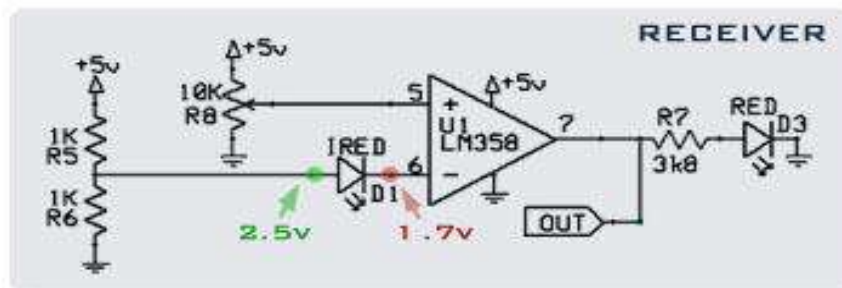 RECEIVER
+5v
+5v
+5v
10K
R8
5
+
1K
R5
IRED
U1
LM358
7
R7
RED
D3
6
-
D1
3k8
1K
R6
2.5v
1.7v
OUT